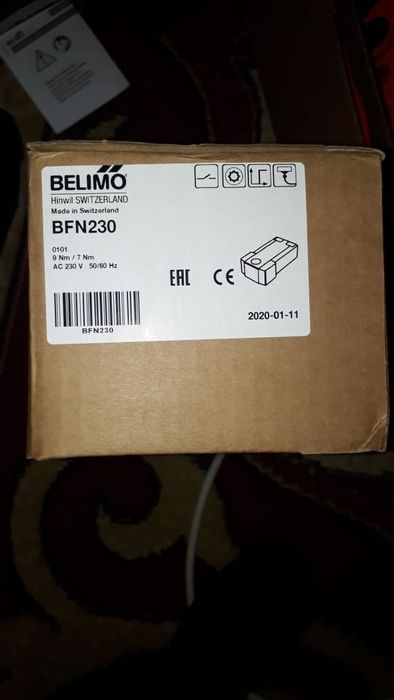 BELIMO
BELIMO
Hinwil SWITZERLAND
Made in Switzerland
BFN230
0101
9 Nm / 7 Nm
AC 230 V 50/60 Hz
EAC CE
BFN230
2020-01-11